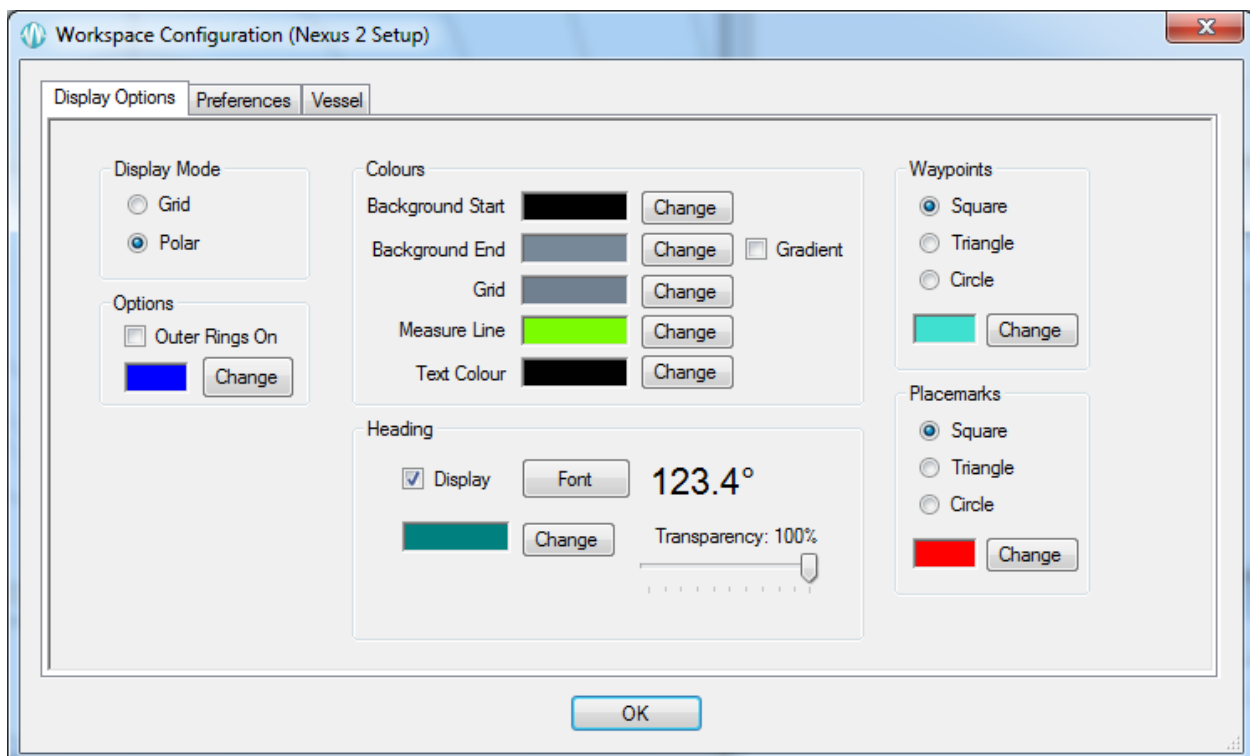 Workspace Configuration (Nexus 2 Setup)
Display Options Preferences Vessel
Display Mode
Grid
Polar
Options
Outer Rings On
Change
Colours
Background Start Change
Background End Change Gradient
Grid Change
Measure Line Change
Text Colour Change
Heading
Display Font 123.4°
Change Transparency: 100%
Waypoints
Square
Triangle
Circle
Change
Placemarks
Square
Triangle
Circle
Change
OK